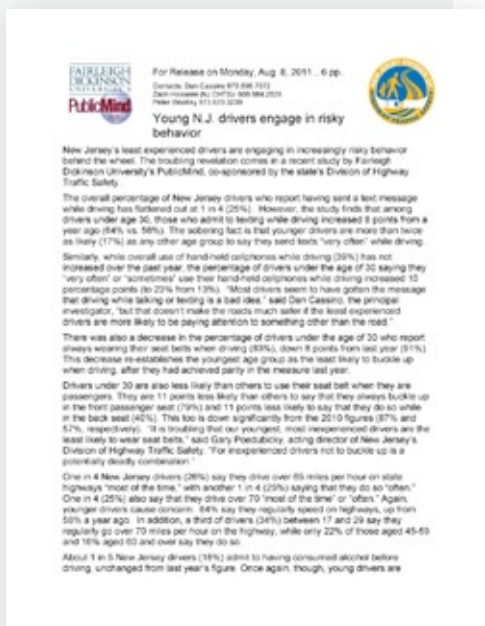 FAIRLEIGH
DICKINSON
UNIVERSITY'S
PublicMind
For Release on Monday, Aug. 8, 2011... 6 pp.
Contacts: Dan Cassino
Young N.J. drivers engage in risky
behavior
New Jersey's least experienced drivers are engaging in increasingly risky behavior
behind the wheel. The troubling revelation comes in a recent study by Fairleigh
Dickinson University's PublicMind, co-sponsored by the state's Division of Highway
Traffic Safety.
The overall percentage of New Jersey drivers who report having sent a text message
while driving has flattened out at 1 in 4 (25%). However, the study finds that among
drivers under age 30, those who admit to texting while driving increased 8 points from a
year ago (64% vs. 56%). The sobering fact is that younger drivers are more than twice
as likely (17%) as any other age group to say they send texts "very often" while driving.
Similarly, while overall use of hand-held cellphones while driving (39%) has not
increased over the past year, the percentage of drivers under the age of 30 saying they
"very often" or "sometimes" use their hand-held cellphones while driving increased 10
percentage points (to 23% from 13%). "Most drivers seem to have gotten the message
that driving while talking or texting is a bad idea," said Dan Cassino, the principal
investigator, "but that doesn't make the roads much safer if the least experienced
drivers are more likely to be paying attention to something other than the road."
There was also a decrease in the percentage of drivers under the age of 30 who report
always wearing their seat belts when driving (83%), down 8 points from last year (91%).
This decrease re-establishes the youngest age group as the least likely to buckle up
when driving, after they had achieved parity in the measure last year.
Drivers under 30 are also less likely than others to use their seat belt when they are
passengers. They are 11 points less likely than others to say that they always buckle up
in the front passenger seat (79%) and 11 points less likely to say that they do so while
in the back seat (40%). This too is down significantly from the 2010 figures (87% and
57%, respectively). "It is troubling that our youngest, most inexperienced drivers are the
least likely to wear seat belts," said Gary Poedubicky, acting director of New Jersey's
Division of Highway Traffic Safety. "For inexperienced drivers not to buckle up is a
potentially deadly combination."
One in 4 New Jersey drivers (26%) say they drive over 65 miles per hour on state
highways "most of the time," with another 1 in 4 (25%) saying that they do so "often."
One in 4 (25%) also say that they drive over 70 "most of the time" or "often." Again,
younger drivers cause concern: 64% say they regularly speed on highways, up from
58% a year ago. In addition, a third of drivers (34%) between 17 and 29 say they
regularly go over 70 miles per hour on the highway, while only 22% of those aged 45-59
and 16% aged 60 and over say they do so.
About 1 in 5 New Jersey drivers (18%) admit to having consumed alcohol before
driving, unchanged from last year's figure. Once again, though, young drivers are